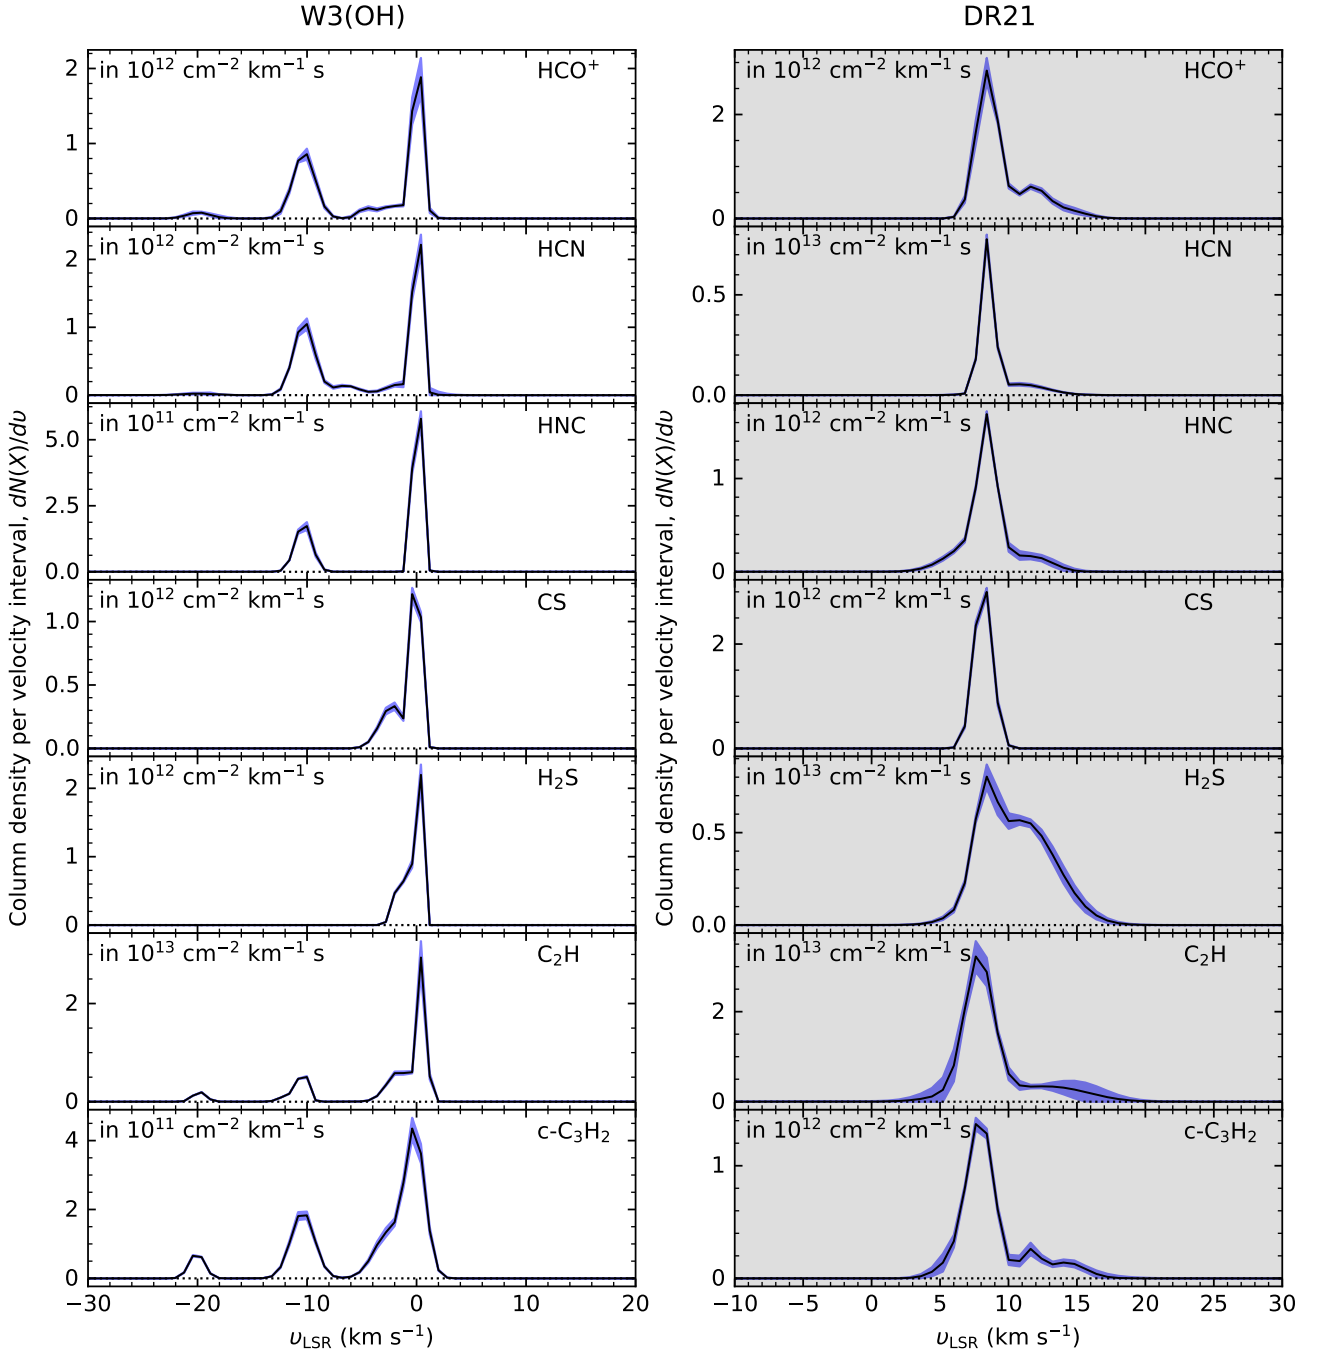 W3(OH)
DR21
in 10¹² cm⁻² km⁻¹ s HCO⁺
2
1
0
in 10¹² cm⁻² km⁻¹ s HCO⁺
2
0
in 10¹² cm⁻² km⁻¹ s HCN
2
1
0
in 10¹³ cm⁻² km⁻¹ s HCN
0.5
0.0
in 10¹¹ cm⁻² km⁻¹ s HNC
5.0
2.5
0.0
in 10¹² cm⁻² km⁻¹ s HNC
1
0
in 10¹² cm⁻² km⁻¹ s CS
1.0
0.5
0.0
in 10¹² cm⁻² km⁻¹ s CS
2
0
in 10¹² cm⁻² km⁻¹ s H₂S
2
1
0
in 10¹³ cm⁻² km⁻¹ s H₂S
0.5
0.0
in 10¹³ cm⁻² km⁻¹ s C₂H
2
0
in 10¹³ cm⁻² km⁻¹ s C₂H
2
0
in 10¹¹ cm⁻² km⁻¹ s c-C₃H₂
4
2
0
in 10¹² cm⁻² km⁻¹ s c-C₃H₂
1
0
Column density per velocity interval, dN(X)/dυ
Column density per velocity interval, dN(X)/dυ
−30 −20 −10 0 10 20
−10 −5 0 5 10 15 20 25 30
υ_LSR (km s⁻¹)
υ_LSR (km s⁻¹)